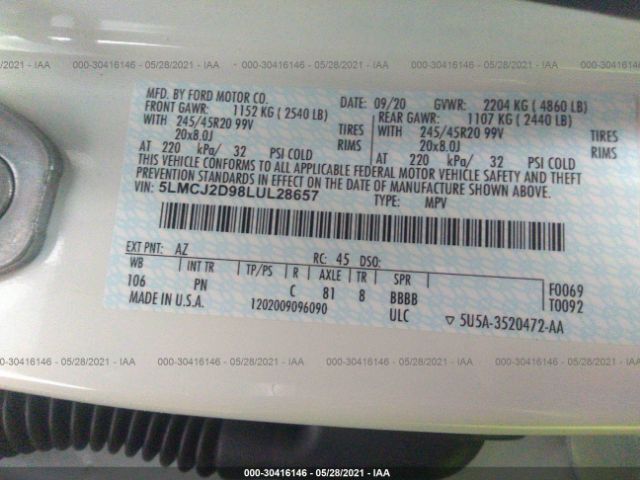 000-30416146 - 05/28/2021 - IAA
MFD. BY FORD MOTOR CO. DATE: 09/20 GVWR: 2204 KG ( 4860 LB)
FRONT GAWR: 1152 KG ( 2540 LB) REAR GAWR: 1107 KG ( 2440 LB)
WITH 245/45R20 99V TIRES WITH 245/45R20 99V TIRES
20x8.0J RIMS 20x8.0J RIMS
AT 220 kPa/ 32 PSI COLD AT 220 kPa/ 32 PSI COLD
THIS VEHICLE CONFORMS TO ALL APPLICABLE FEDERAL MOTOR VEHICLE SAFETY AND THEFT
PREVENTION STANDARDS IN EFFECT ON THE DATE OF MANUFACTURE SHOWN ABOVE.
VIN: 5LMCJ2D98LUL28657 TYPE: MPV
EXT PNT: AZ RC: 45 DSO:
WB INT TR TP/PS R AXLE TR SPR F0069
106 PN C 81 8 BBBB T0092
MADE IN U.S.A. 1202009096090 ULC ▽ 5U5A-3520472-AA
000-30416146 - 05/28/2021 - IAA
000-30416146 - 05/28/2021 - IAA